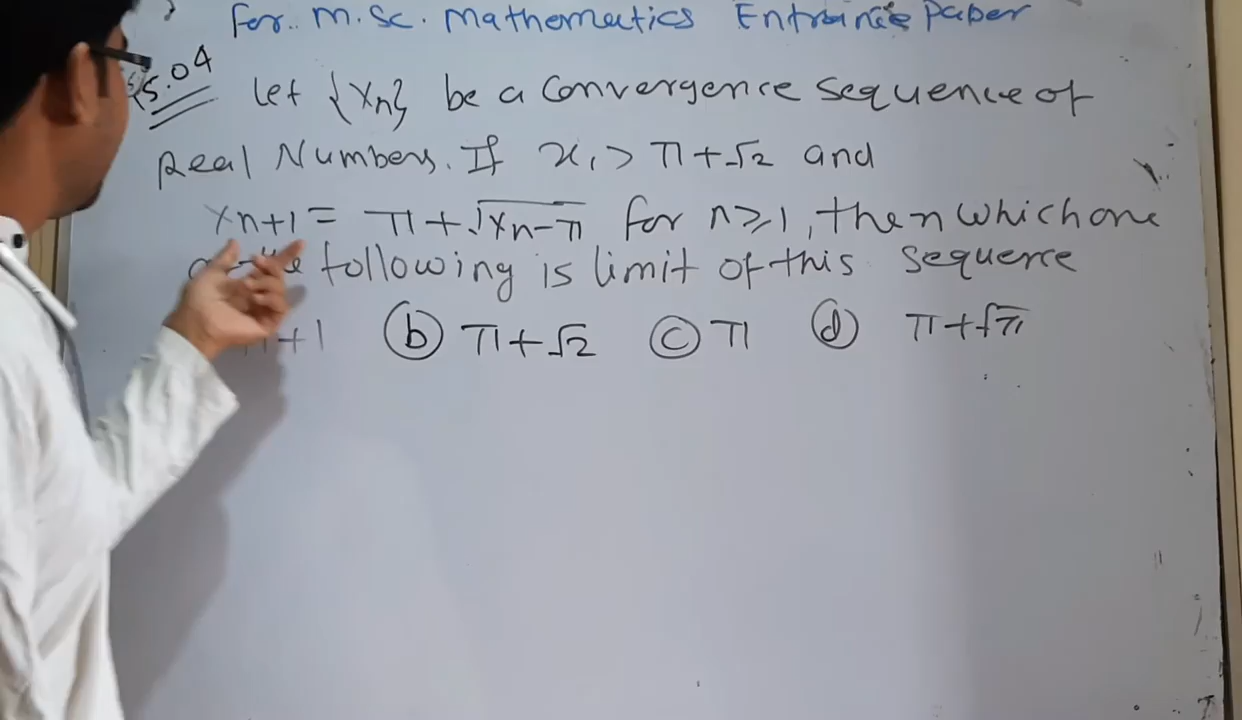 For M.Sc. Mathematics Entrance Paper
5.04 Let {Xn} be a Convergence Sequence of
Real Numbers. If x₁ > π+√2 and
Xn+1 = π + √(Xn-π) for n≥1, then which one
following is limit of this sequence
+1 (b) π+√2 (c) π (d) π+√π